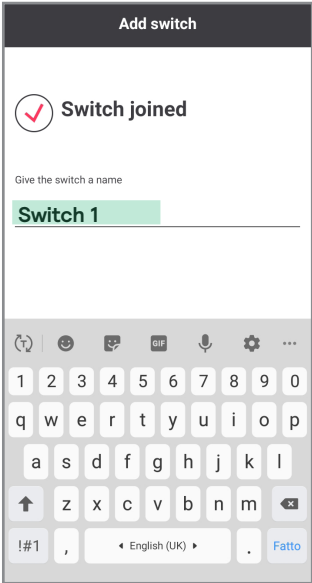 Add switch
Switch joined
Give the switch a name
Switch 1
GIF
1 2 3 4 5 6 7 8 9 0
q w e r t y u i o p
a s d f g h j k l
z x c v b n m
!#1 , English (UK) . Fatto